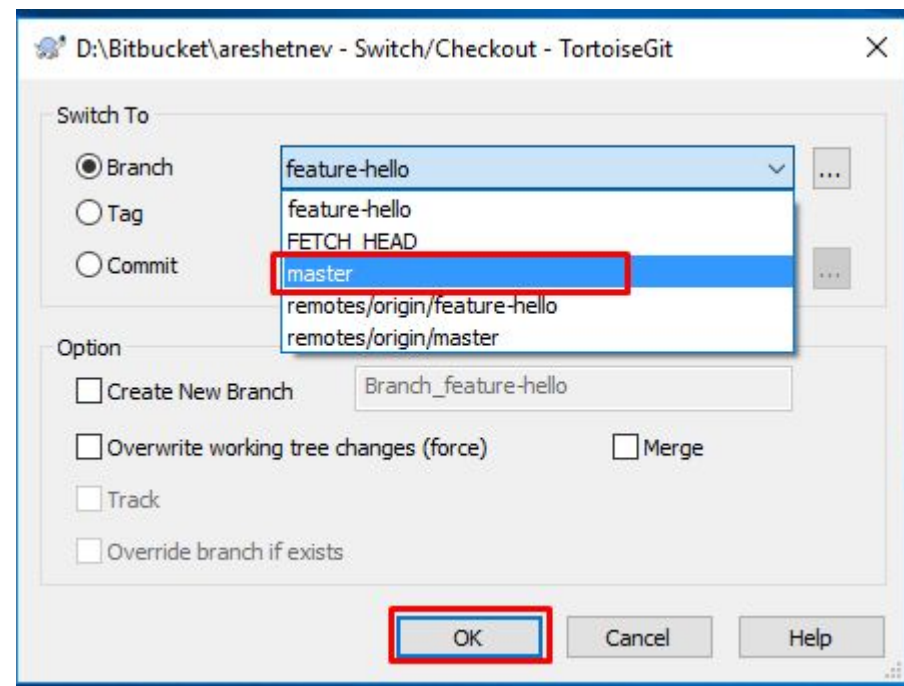 D:\Bitbucket\areshetnev - Switch/Checkout - TortoiseGit
Switch To
Branch
feature-hello
...
Tag
feature-hello
FETCH_HEAD
Commit
master
...
remotes/origin/feature-hello
remotes/origin/master
Option
Create New Branch
Branch_feature-hello
Overwrite working tree changes (force)
Merge
Track
Override branch if exists
OK
Cancel
Help